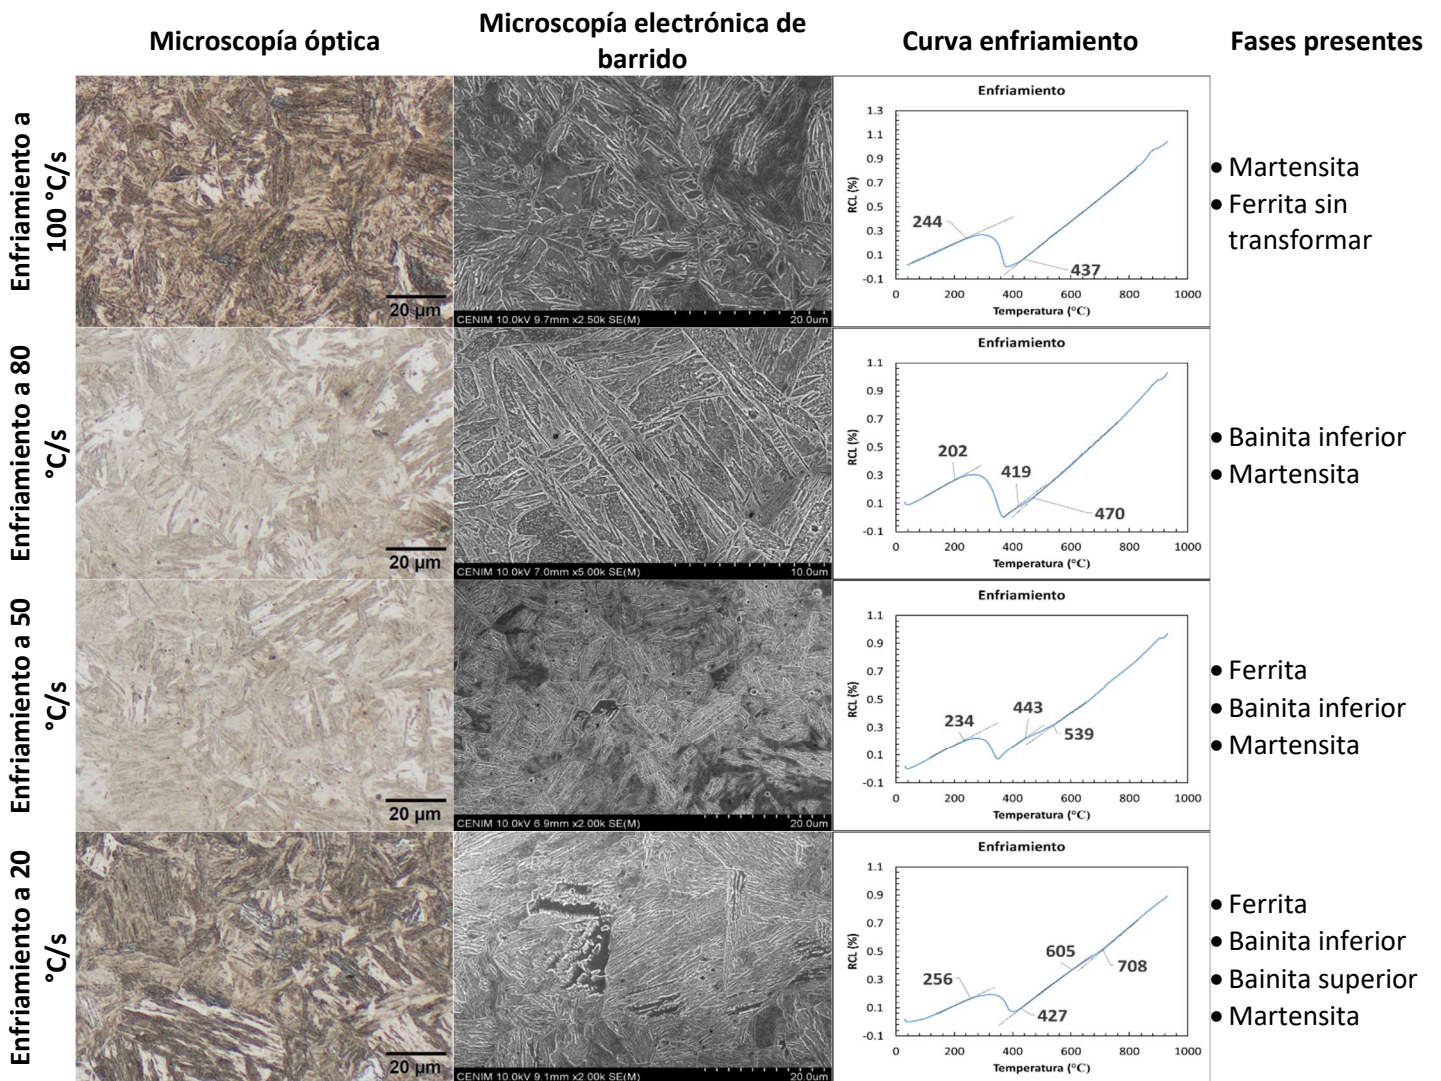 Microscopía óptica
Microscopía electrónica de
barrido
Curva enfriamiento
Fases presentes
Enfriamiento a
100 °C/s
20 µm
CENIM 10.0kV 9.7mm x2.50k SE(M)
20.0um
Enfriamiento
RCL (%)
1.3
1.1
0.9
0.7
0.5
0.3
0.1
-0.1
244
437
0
200
400
600
800
1000
Temperatura (°C)
• Martensita
• Ferrita sin
transformar
Enfriamiento a 80
°C/s
20 µm
CENIM 10.0kV 7.0mm x5.00k SE(M)
10.0um
Enfriamiento
RCL (%)
1.1
0.9
0.7
0.5
0.3
0.1
-0.1
202
419
470
0
200
400
600
800
1000
Temperatura (°C)
• Bainita inferior
• Martensita
Enfriamiento a 50
°C/s
20 µm
CENIM 10.0kV 6.9mm x2.00k SE(M)
20.0um
Enfriamiento
RCL (%)
1.1
0.9
0.7
0.5
0.3
0.1
-0.1
234
443
539
0
200
400
600
800
1000
Temperatura (°C)
• Ferrita
• Bainita inferior
• Martensita
Enfriamiento a 20
°C/s
20 µm
CENIM 10.0kV 9.1mm x2.00k SE(M)
20.0um
Enfriamiento
RCL (%)
1.1
0.9
0.7
0.5
0.3
0.1
-0.1
256
605
708
427
0
200
400
600
800
1000
Temperatura (°C)
• Ferrita
• Bainita inferior
• Bainita superior
• Martensita